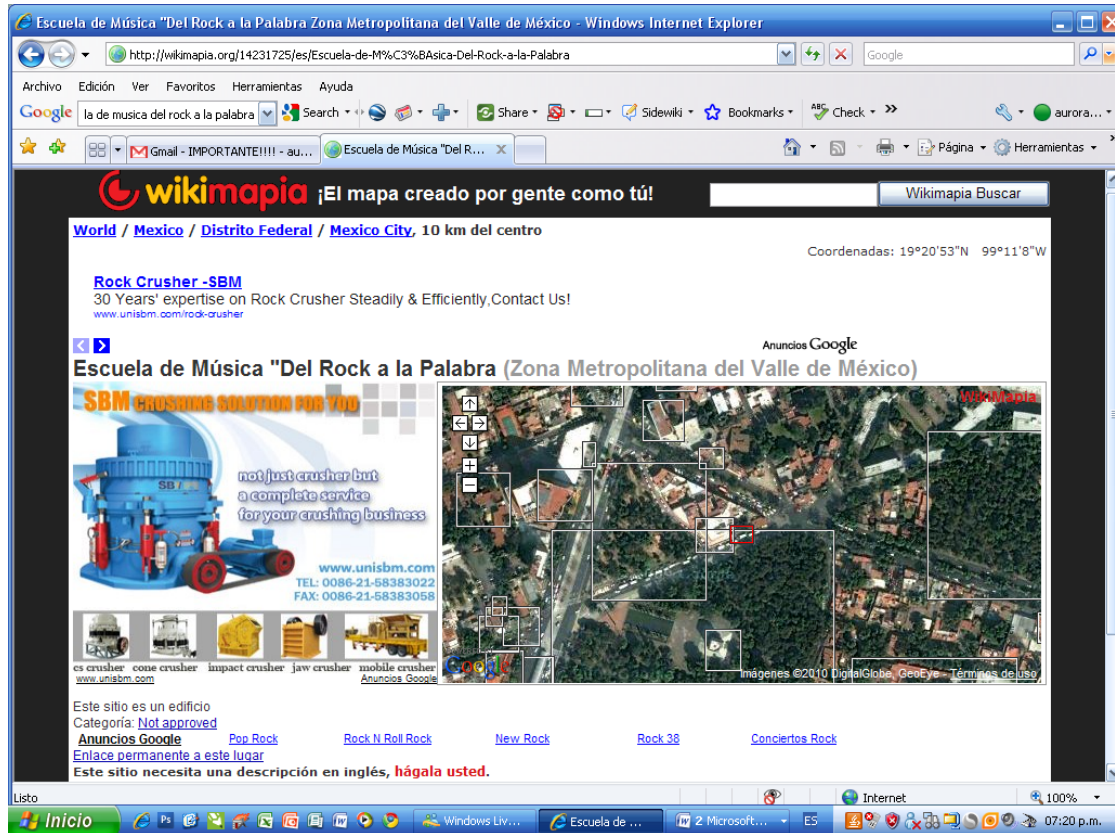 Escuela de Música "Del Rock a la Palabra Zona Metropolitana del Valle de México - Windows Internet Explorer
http://wikimapia.org/14231725/es/Escuela-de-M%C3%BAsica-Del-Rock-a-la-Palabra
Google
Archivo Edición Ver Favoritos Herramientas Ayuda
Google la de musica del rock a la palabra Search Share Sidewiki Bookmarks Check aurora...
Gmail - IMPORTANTE!!!! - au... Escuela de Música "Del R... Página Herramientas
wikimapia ¡El mapa creado por gente como tú! Wikimapia Buscar
World / Mexico / Distrito Federal / Mexico City, 10 km del centro
Coordenadas: 19°20'53"N 99°11'8"W
Rock Crusher -SBM
30 Years' expertise on Rock Crusher Steadily & Efficiently,Contact Us!
www.unisbm.com/rock-crusher
Anuncios Google
Escuela de Música "Del Rock a la Palabra (Zona Metropolitana del Valle de México)
SBM CRUSHING SOLUTION FOR YOU
WikiMapia
not just crusher but
a complete service
for your crushing business
SBM
www.unisbm.com
TEL: 0086-21-58383022
FAX: 0086-21-58383058
cs crusher cone crusher impact crusher jaw crusher mobile crusher
www.unisbm.com Anuncios Google
Google
Imágenes ©2010 DigitalGlobe, GeoEye - Términos de uso
Este sitio es un edificio
Categoría: Not approved
Anuncios Google Pop Rock Rock N Roll Rock New Rock Rock 38 Conciertos Rock
Enlace permanente a este lugar
Este sitio necesita una descripción en inglés, hágala usted.
Listo Internet 100%
Inicio Windows Liv... Escuela de ... 2 Microsoft... ES 07:20 p.m.